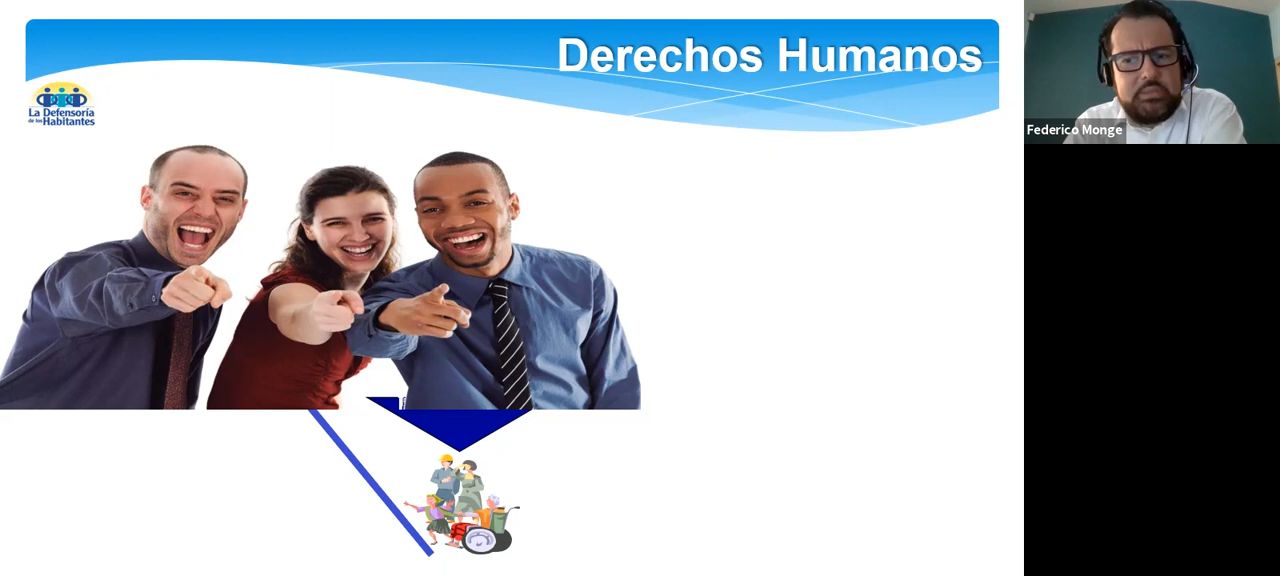 Derechos Humanos
La Defensoría
de los Habitantes
Federico Monge